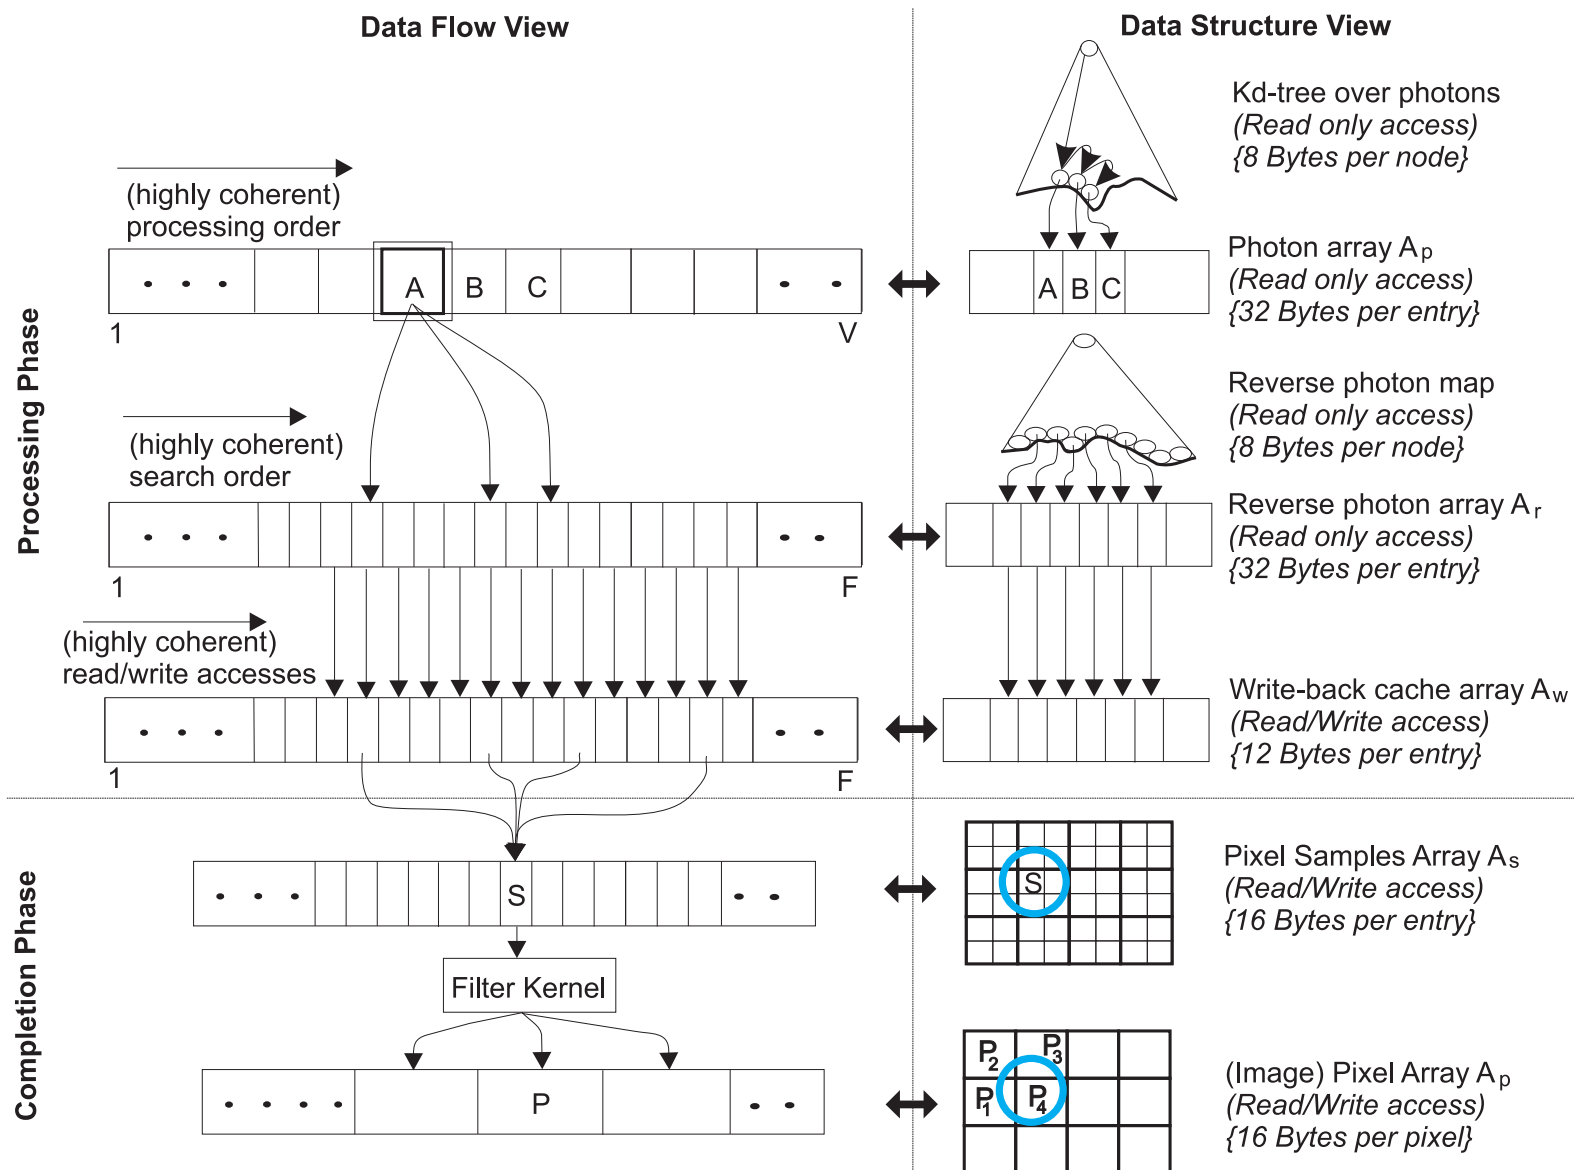 Data Flow View
Data Structure View
Kd-tree over photons
(Read only access)
{8 Bytes per node}
(highly coherent)
processing order
A
B
C
1
V
A B C
Photon array Ap
(Read only access)
{32 Bytes per entry}
Processing Phase
Reverse photon map
(Read only access)
{8 Bytes per node}
(highly coherent)
search order
1
F
Reverse photon array Ar
(Read only access)
{32 Bytes per entry}
(highly coherent)
read/write accesses
1
F
Write-back cache array Aw
(Read/Write access)
{12 Bytes per entry}
Completion Phase
S
S
Pixel Samples Array As
(Read/Write access)
{16 Bytes per entry}
Filter Kernel
P
P2 P3
P1 P4
(Image) Pixel Array Ap
(Read/Write access)
{16 Bytes per pixel}